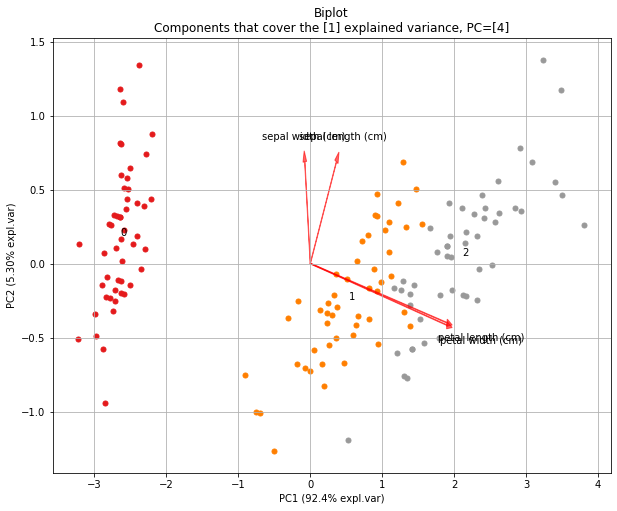 Biplot
Components that cover the [1] explained variance, PC=[4]
1.5
1.0
0.5
0.0
−0.5
−1.0
PC2 (5.30% expl.var)
sepal width (cm)
sepal length (cm)
0
2
1
petal length (cm)
petal width (cm)
−3
−2
−1
0
1
2
3
4
PC1 (92.4% expl.var)